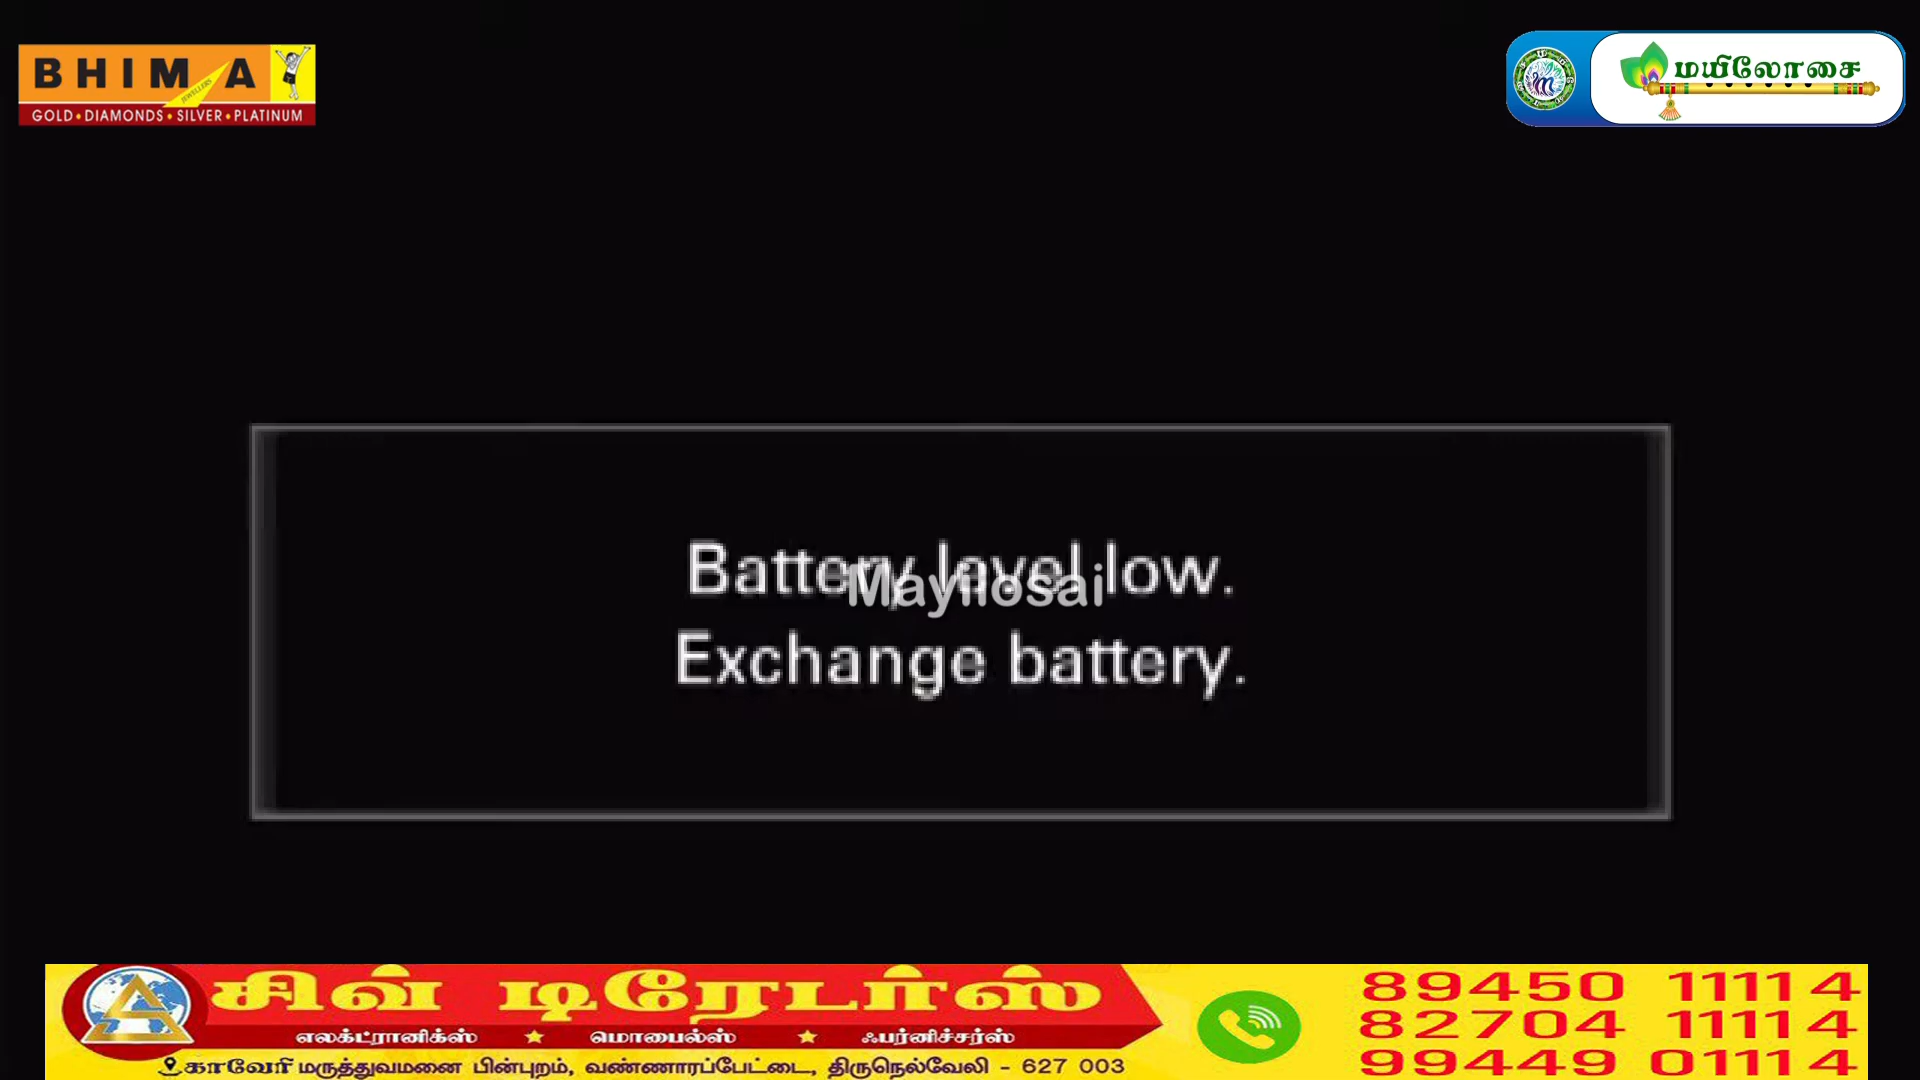 BHIMA
JEWELLERS
GOLD • DIAMONDS • SILVER • PLATINUM
மயிலோசை
Battery level low.
Mayilosai
Exchange battery.
சிவ் டிரேடர்ஸ்
எலக்ட்ரானிக்ஸ் ★ மொபைல்ஸ் ★ ஃபர்னிச்சர்ஸ்
காவேரி மருத்துவமனை பின்புறம், வண்ணாரப்பேட்டை, திருநெல்வேலி - 627 003
89450 11114
82704 11114
99449 01114